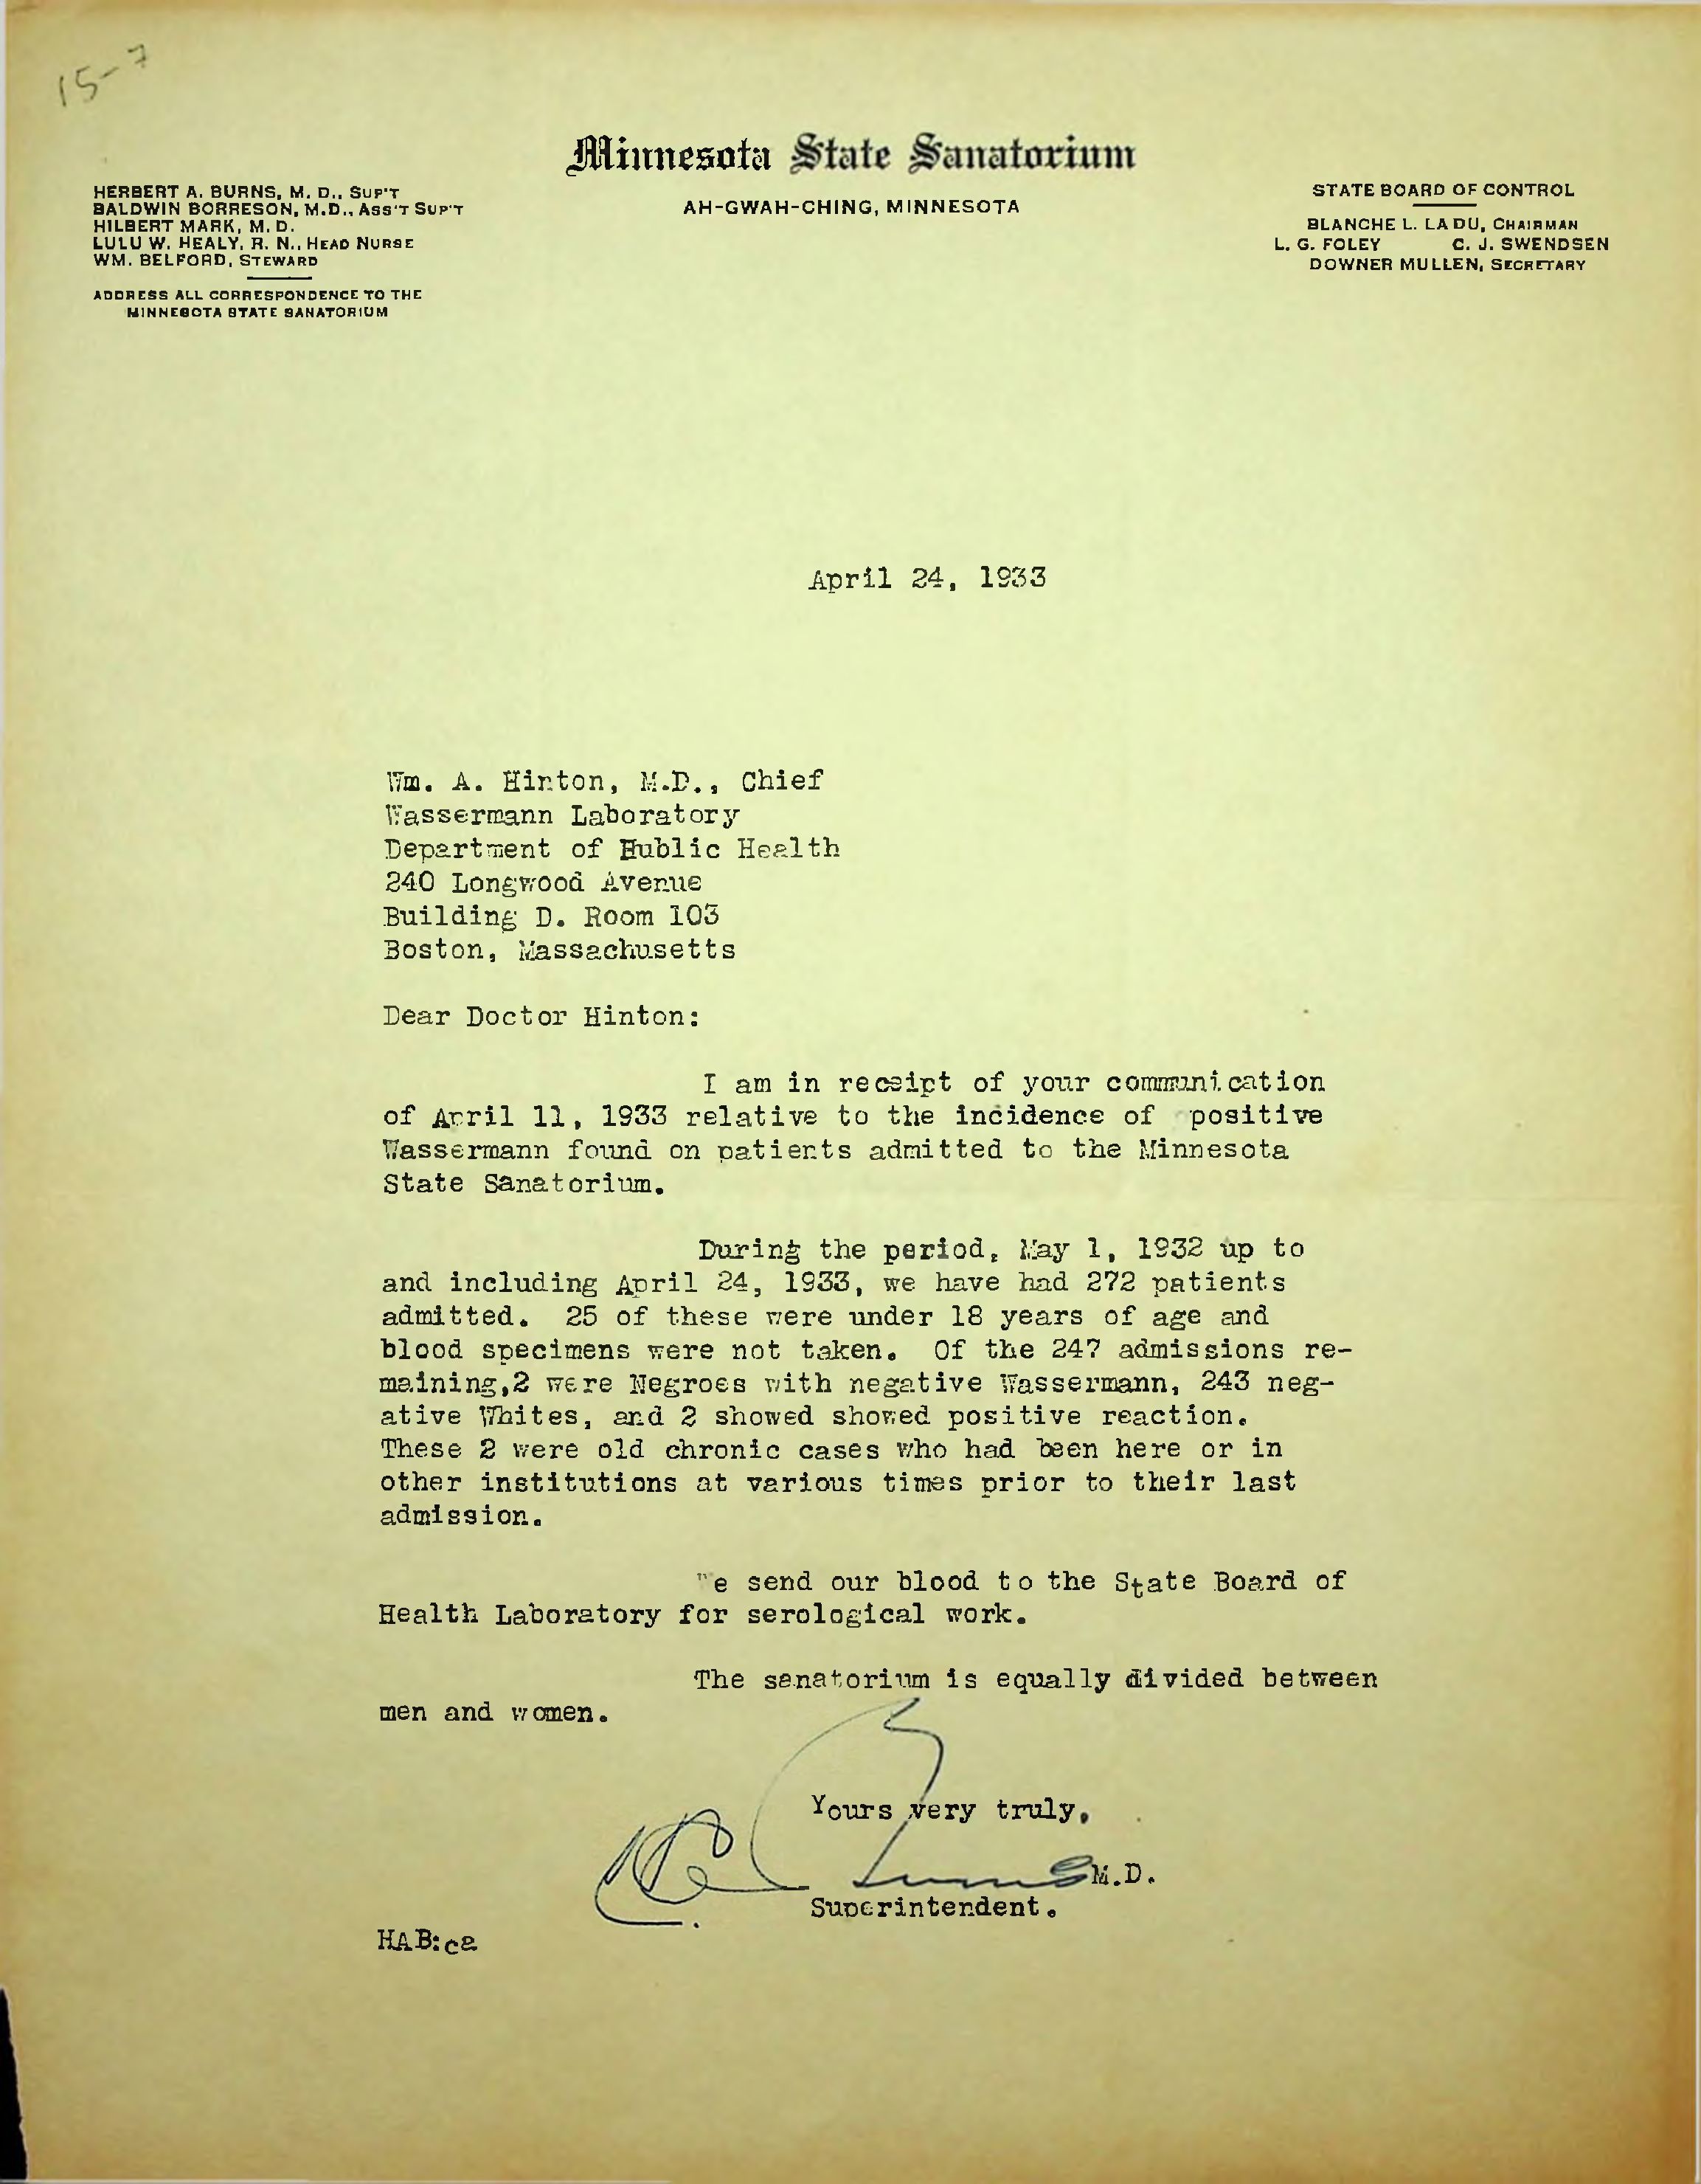 15-7
Minnesota State Sanatorium
AH-GWAH-CHING, MINNESOTA
HERBERT A. BURNS, M. D., SUP'T
BALDWIN BORRESON, M.D., ASS'T SUP'T
HILBERT MARK, M. D.
LULU W. HEALY, R. N., HEAD NURSE
WM. BELFORD, STEWARD
ADDRESS ALL CORRESPONDENCE TO THE
MINNESOTA STATE SANATORIUM
STATE BOARD OF CONTROL
BLANCHE L. LA DU, CHAIRMAN
L. G. FOLEY C. J. SWENDSEN
DOWNER MULLEN, SECRETARY
April 24, 1933
Wm. A. Hinton, M.D., Chief
Wassermann Laboratory
Department of Public Health
240 Longwood Avenue
Building D. Room 103
Boston, Massachusetts
Dear Doctor Hinton:
I am in receipt of your communication
of April 11, 1933 relative to the incidence of positive
Wassermann found on patients admitted to the Minnesota
State Sanatorium.
During the period, May 1, 1932 up to
and including April 24, 1933, we have had 272 patients
admitted. 25 of these were under 18 years of age and
blood specimens were not taken. Of the 247 admissions re-
maining,2 were Negroes with negative Wassermann, 243 neg-
ative Whites, and 2 showed showed positive reaction.
These 2 were old chronic cases who had been here or in
other institutions at various times prior to their last
admission.
We send our blood to the State Board of
Health Laboratory for serological work.
The sanatorium is equally divided between
men and women.
Yours very truly,
M.D.
Superintendent.
HAB:ca